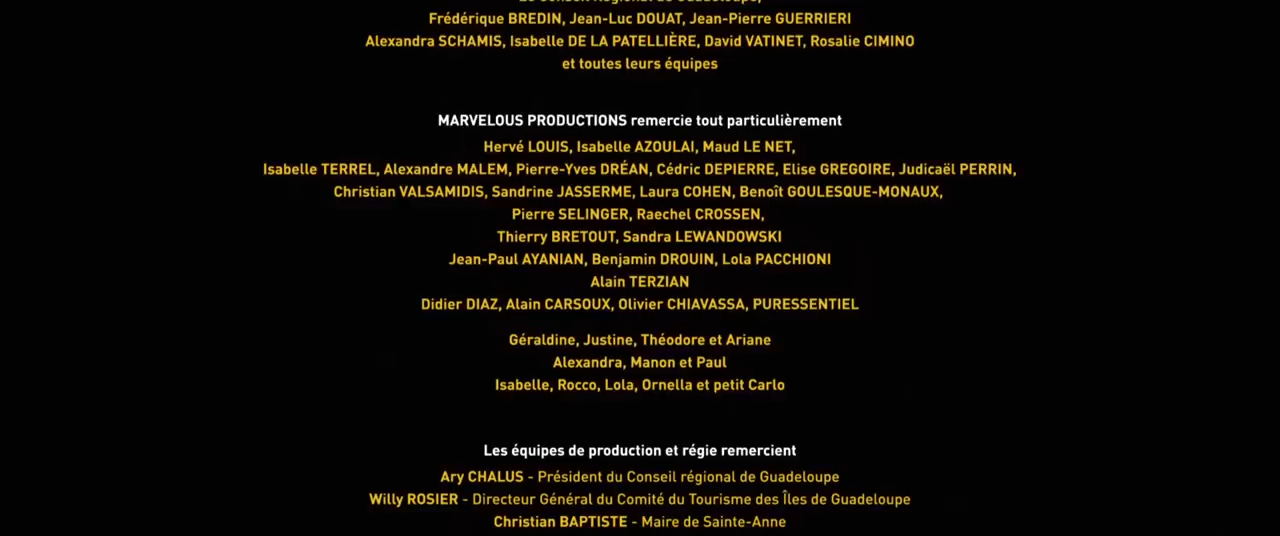 Le Conseil Régional de Guadeloupe,
Frédérique BREDIN, Jean-Luc DOUAT, Jean-Pierre GUERRIERI
Alexandra SCHAMIS, Isabelle DE LA PATELLIÈRE, David VATINET, Rosalie CIMINO
et toutes leurs équipes
MARVELOUS PRODUCTIONS remercie tout particulièrement
Hervé LOUIS, Isabelle AZOULAI, Maud LE NET,
Isabelle TERREL, Alexandre MALEM, Pierre-Yves DRÉAN, Cédric DEPIERRE, Elise GREGOIRE, Judicaël PERRIN,
Christian VALSAMIDIS, Sandrine JASSERME, Laura COHEN, Benoît GOULESQUE-MONAUX,
Pierre SELINGER, Raechel CROSSEN,
Thierry BRETOUT, Sandra LEWANDOWSKI
Jean-Paul AYANIAN, Benjamin DROUIN, Lola PACCHIONI
Alain TERZIAN
Didier DIAZ, Alain CARSOUX, Olivier CHIAVASSA, PURESSENTIEL
Géraldine, Justine, Théodore et Ariane
Alexandra, Manon et Paul
Isabelle, Rocco, Lola, Ornella et petit Carlo
Les équipes de production et régie remercient
Ary CHALUS - Président du Conseil régional de Guadeloupe
Willy ROSIER - Directeur Général du Comité du Tourisme des Îles de Guadeloupe
Christian BAPTISTE - Maire de Sainte-Anne